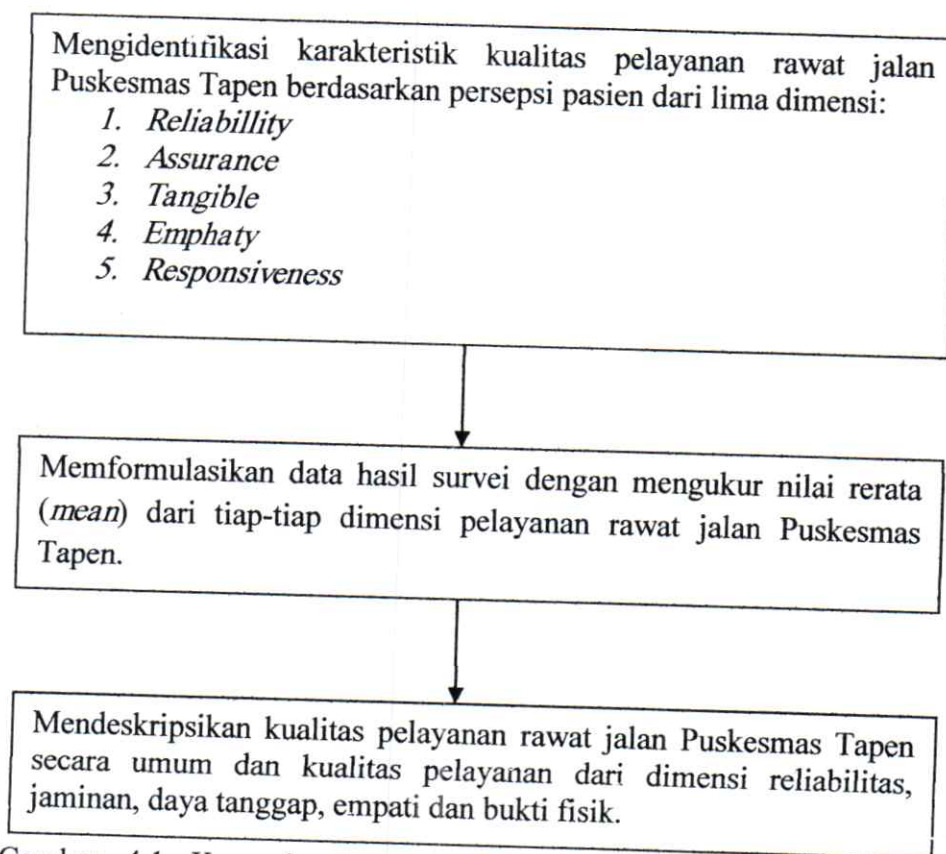 Mengidentifikasi karakteristik kualitas pelayanan rawat jalan
Puskesmas Tapen berdasarkan persepsi pasien dari lima dimensi:
1. Reliabillity
2. Assurance
3. Tangible
4. Emphaty
5. Responsiveness
Memformulasikan data hasil survei dengan mengukur nilai rerata
(mean) dari tiap-tiap dimensi pelayanan rawat jalan Puskesmas
Tapen.
Mendeskripsikan kualitas pelayanan rawat jalan Puskesmas Tapen
secara umum dan kualitas pelayanan dari dimensi reliabilitas,
jaminan, daya tanggap, empati dan bukti fisik.